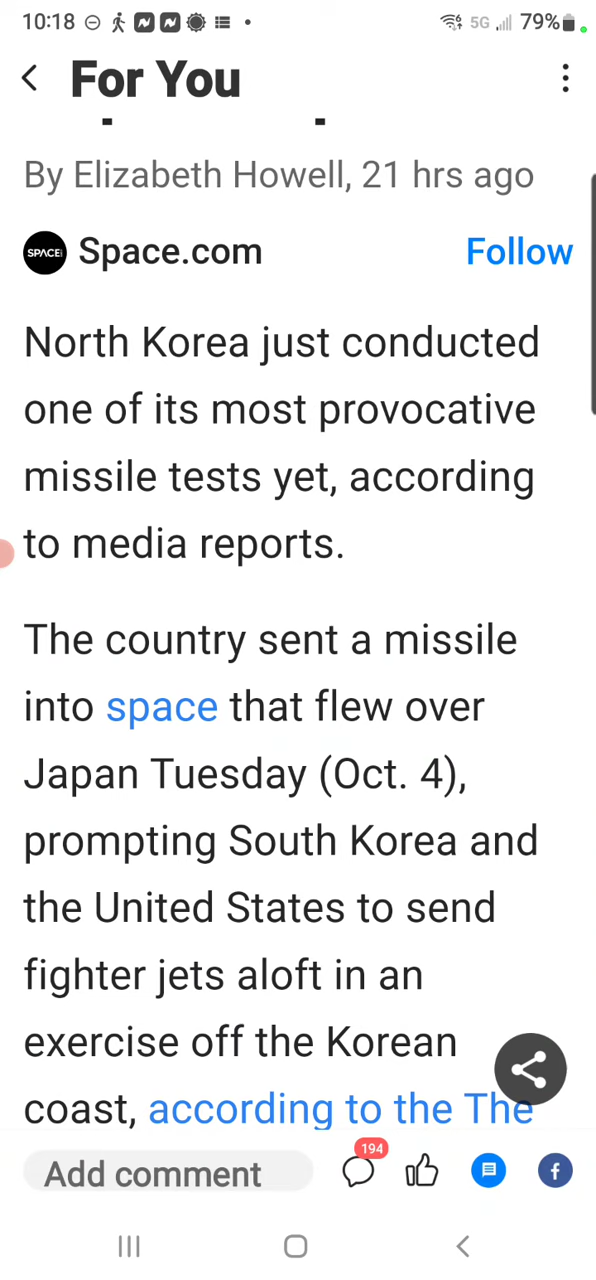 10:18 5G 79%
For You
By Elizabeth Howell, 21 hrs ago
SPACE Space.com Follow
North Korea just conducted
one of its most provocative
missile tests yet, according
to media reports.
The country sent a missile
into space that flew over
Japan Tuesday (Oct. 4),
prompting South Korea and
the United States to send
fighter jets aloft in an
exercise off the Korean
coast, according to the The
Add comment 194